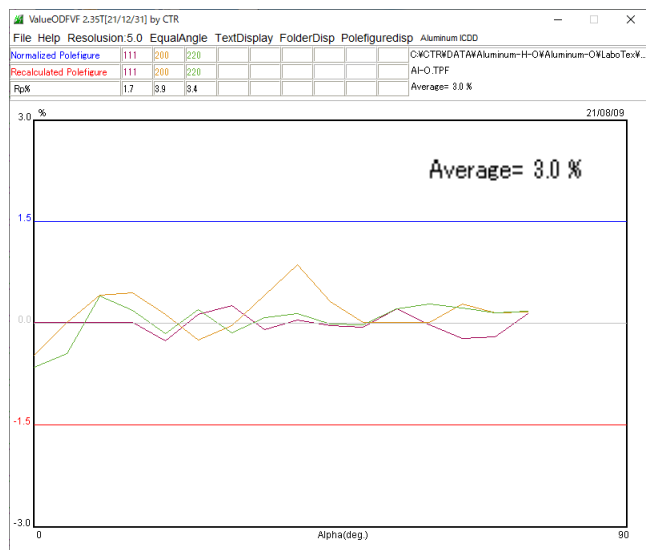 ValueODFVF 2.35T[21/12/31] by CTR
File Help Resolusion:5.0 EqualAngle TextDisplay FolderDisp Polefiguredisp Aluminum ICDD
Normalized Polefigure 111 200 220 C:¥CTR¥DATA¥Aluminum-H-O¥Aluminum-O¥LaboTex¥...
Recalculated Polefigure 111 200 220 Al-O.TPF
Rp% 1.7 3.9 3.4 Average= 3.0 %
3.0 % 21/08/09
Average= 3.0 %
1.5
0.0
-1.5
-3.0
0 Alpha(deg.) 90